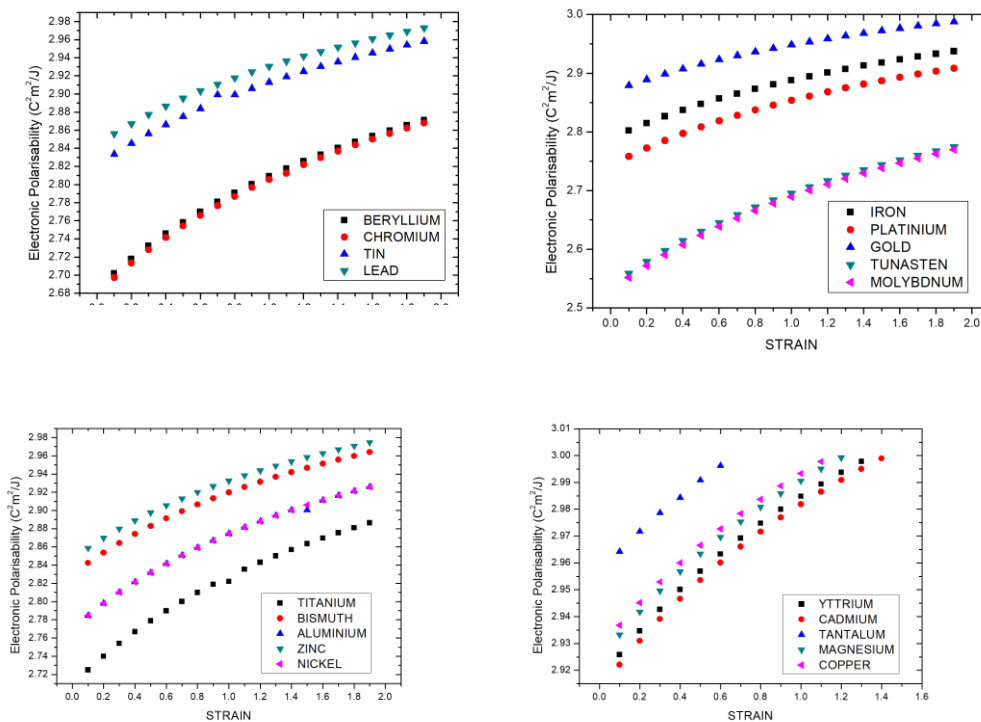 Electronic Polarisability (C²m²/J)
2.98
2.96
2.94
2.92
2.90
2.88
2.86
2.84
2.82
2.80
2.78
2.76
2.74
2.72
2.70
2.68
BERYLLIUM
CHROMIUM
TIN
LEAD
Electronic Polarisability (C²m²/J)
3.0
2.9
2.8
2.7
2.6
2.5
IRON
PLATINIUM
GOLD
TUNASTEN
MOLYBDNUM
0.0 0.2 0.4 0.6 0.8 1.0 1.2 1.4 1.6 1.8 2.0
STRAIN
Electronic Polarisability (C²m²/J)
2.98
2.96
2.94
2.92
2.90
2.88
2.86
2.84
2.82
2.80
2.78
2.76
2.74
2.72
TITANIUM
BISMUTH
ALUMINIUM
ZINC
NICKEL
0.0 0.2 0.4 0.6 0.8 1.0 1.2 1.4 1.6 1.8 2.0
STRAIN
Electronic Polarisability (C²m²/J)
3.01
3.00
2.99
2.98
2.97
2.96
2.95
2.94
2.93
2.92
YTTRIUM
CADMIUM
TANTALUM
MAGNESIUM
COPPER
0.0 0.2 0.4 0.6 0.8 1.0 1.2 1.4 1.6
STRAIN